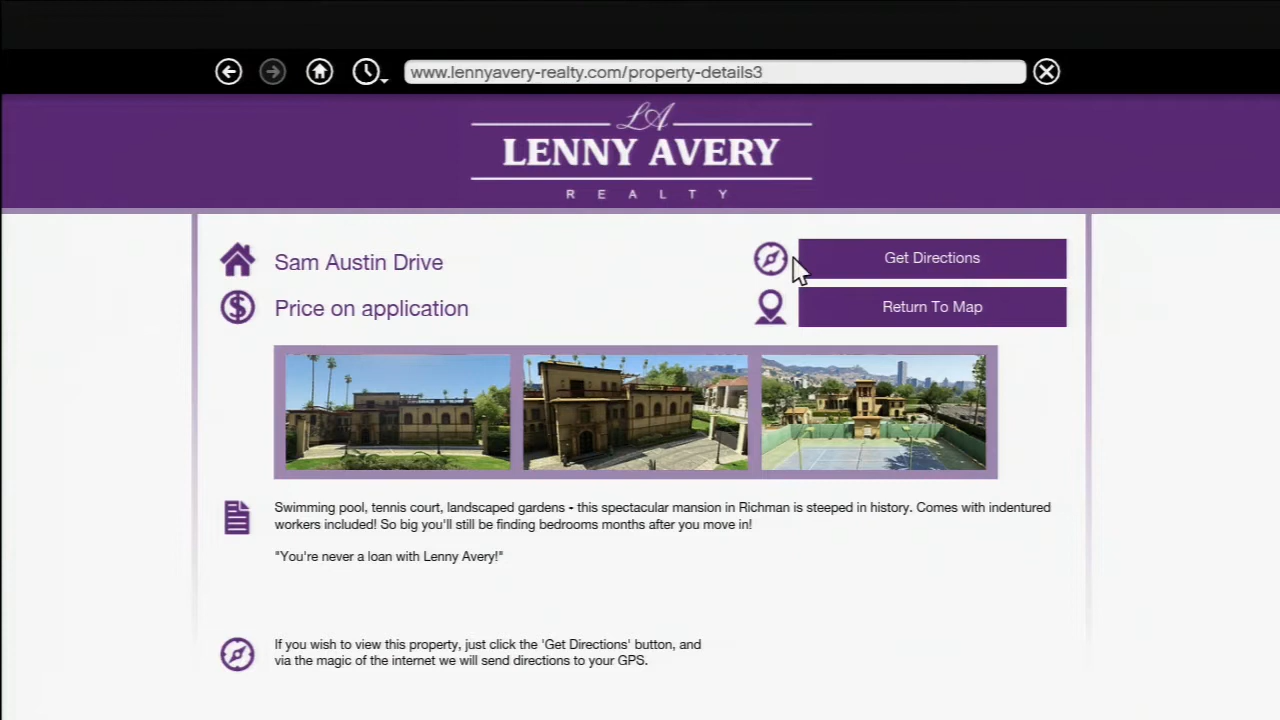 www.lennyavery-realty.com/property-details3
LA
LENNY AVERY
REALTY
Sam Austin Drive
Get Directions
Price on application
Return To Map
Swimming pool, tennis court, landscaped gardens - this spectacular mansion in Richman is steeped in history. Comes with indentured
workers included! So big you'll still be finding bedrooms months after you move in!
"You're never a loan with Lenny Avery!"
If you wish to view this property, just click the 'Get Directions' button, and
via the magic of the internet we will send directions to your GPS.